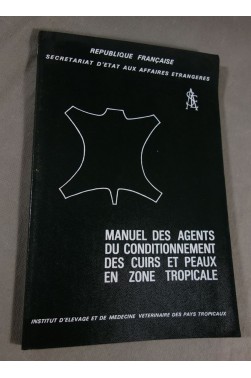 REPUBLIQUE FRANÇAISE
SECRETARIAT D'ETAT AUX AFFAIRES ETRANGERES
MANUEL DES AGENTS
DU CONDITIONNEMENT
DES CUIRS ET PEAUX
EN ZONE TROPICALE
INSTITUT D'ELEVAGE ET DE MEDECINE VETERINAIRE DES PAYS TROPICAUX